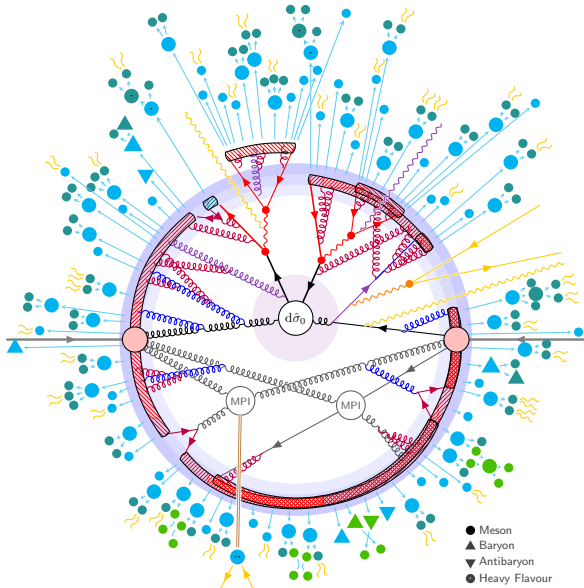 dσ̂₀
MPI
MPI
Meson
Baryon
Antibaryon
Heavy Flavour